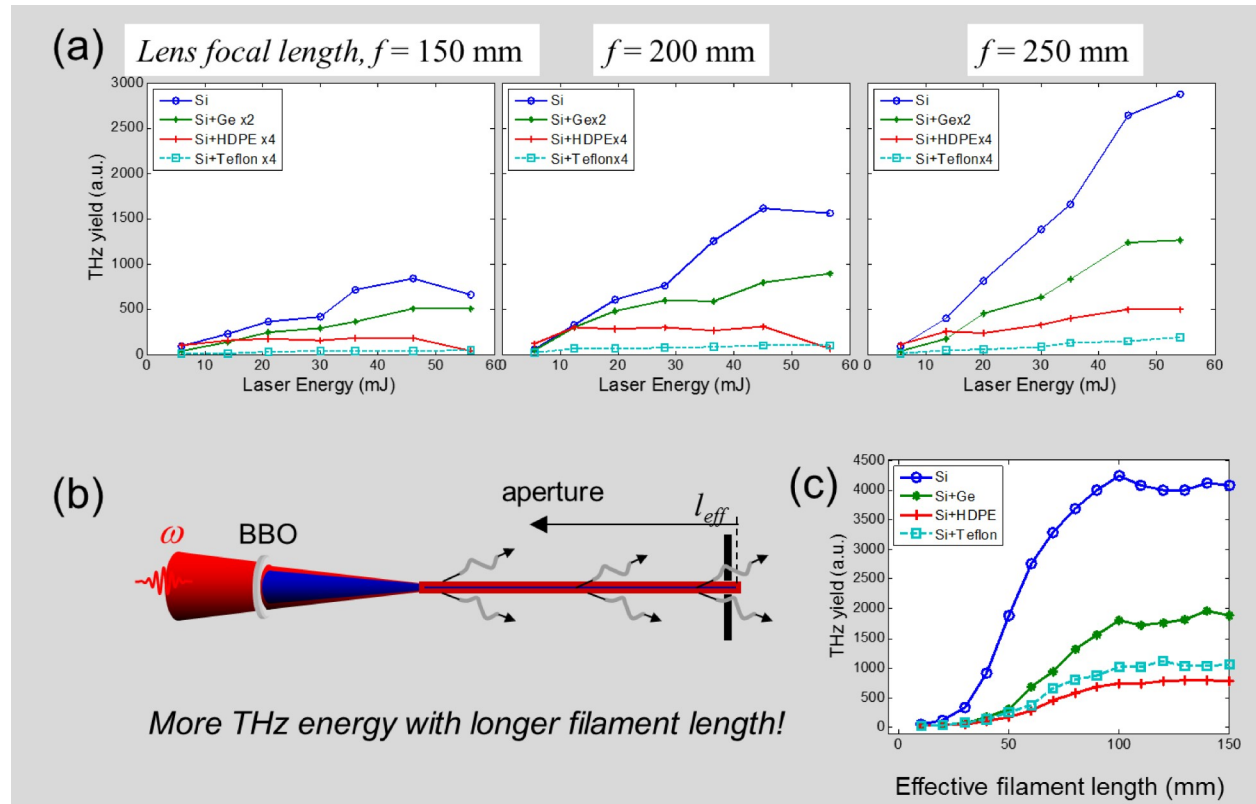 (a)
Lens focal length, f = 150 mm
f = 200 mm
f = 250 mm
3000
2500
2000
1500
1000
500
0
THz yield (a.u.)
Si
Si+Ge x2
Si+HDPE x4
Si+Teflon x4
0 10 20 30 40 50 60
Laser Energy (mJ)
Si
Si+Gex2
Si+HDPEx4
Si+Teflonx4
0 10 20 30 40 50 60
Laser Energy (mJ)
Si
Si+Gex2
Si+HDPEx4
Si+Teflonx4
0 10 20 30 40 50 60
Laser Energy (mJ)
(b)
ω
BBO
aperture
l_eff
More THz energy with longer filament length!
(c)
4500
4000
3500
3000
2500
2000
1500
1000
500
0
THz yield (a.u.)
Si
Si+Ge
Si+HDPE
Si+Teflon
0 50 100 150
Effective filament length (mm)